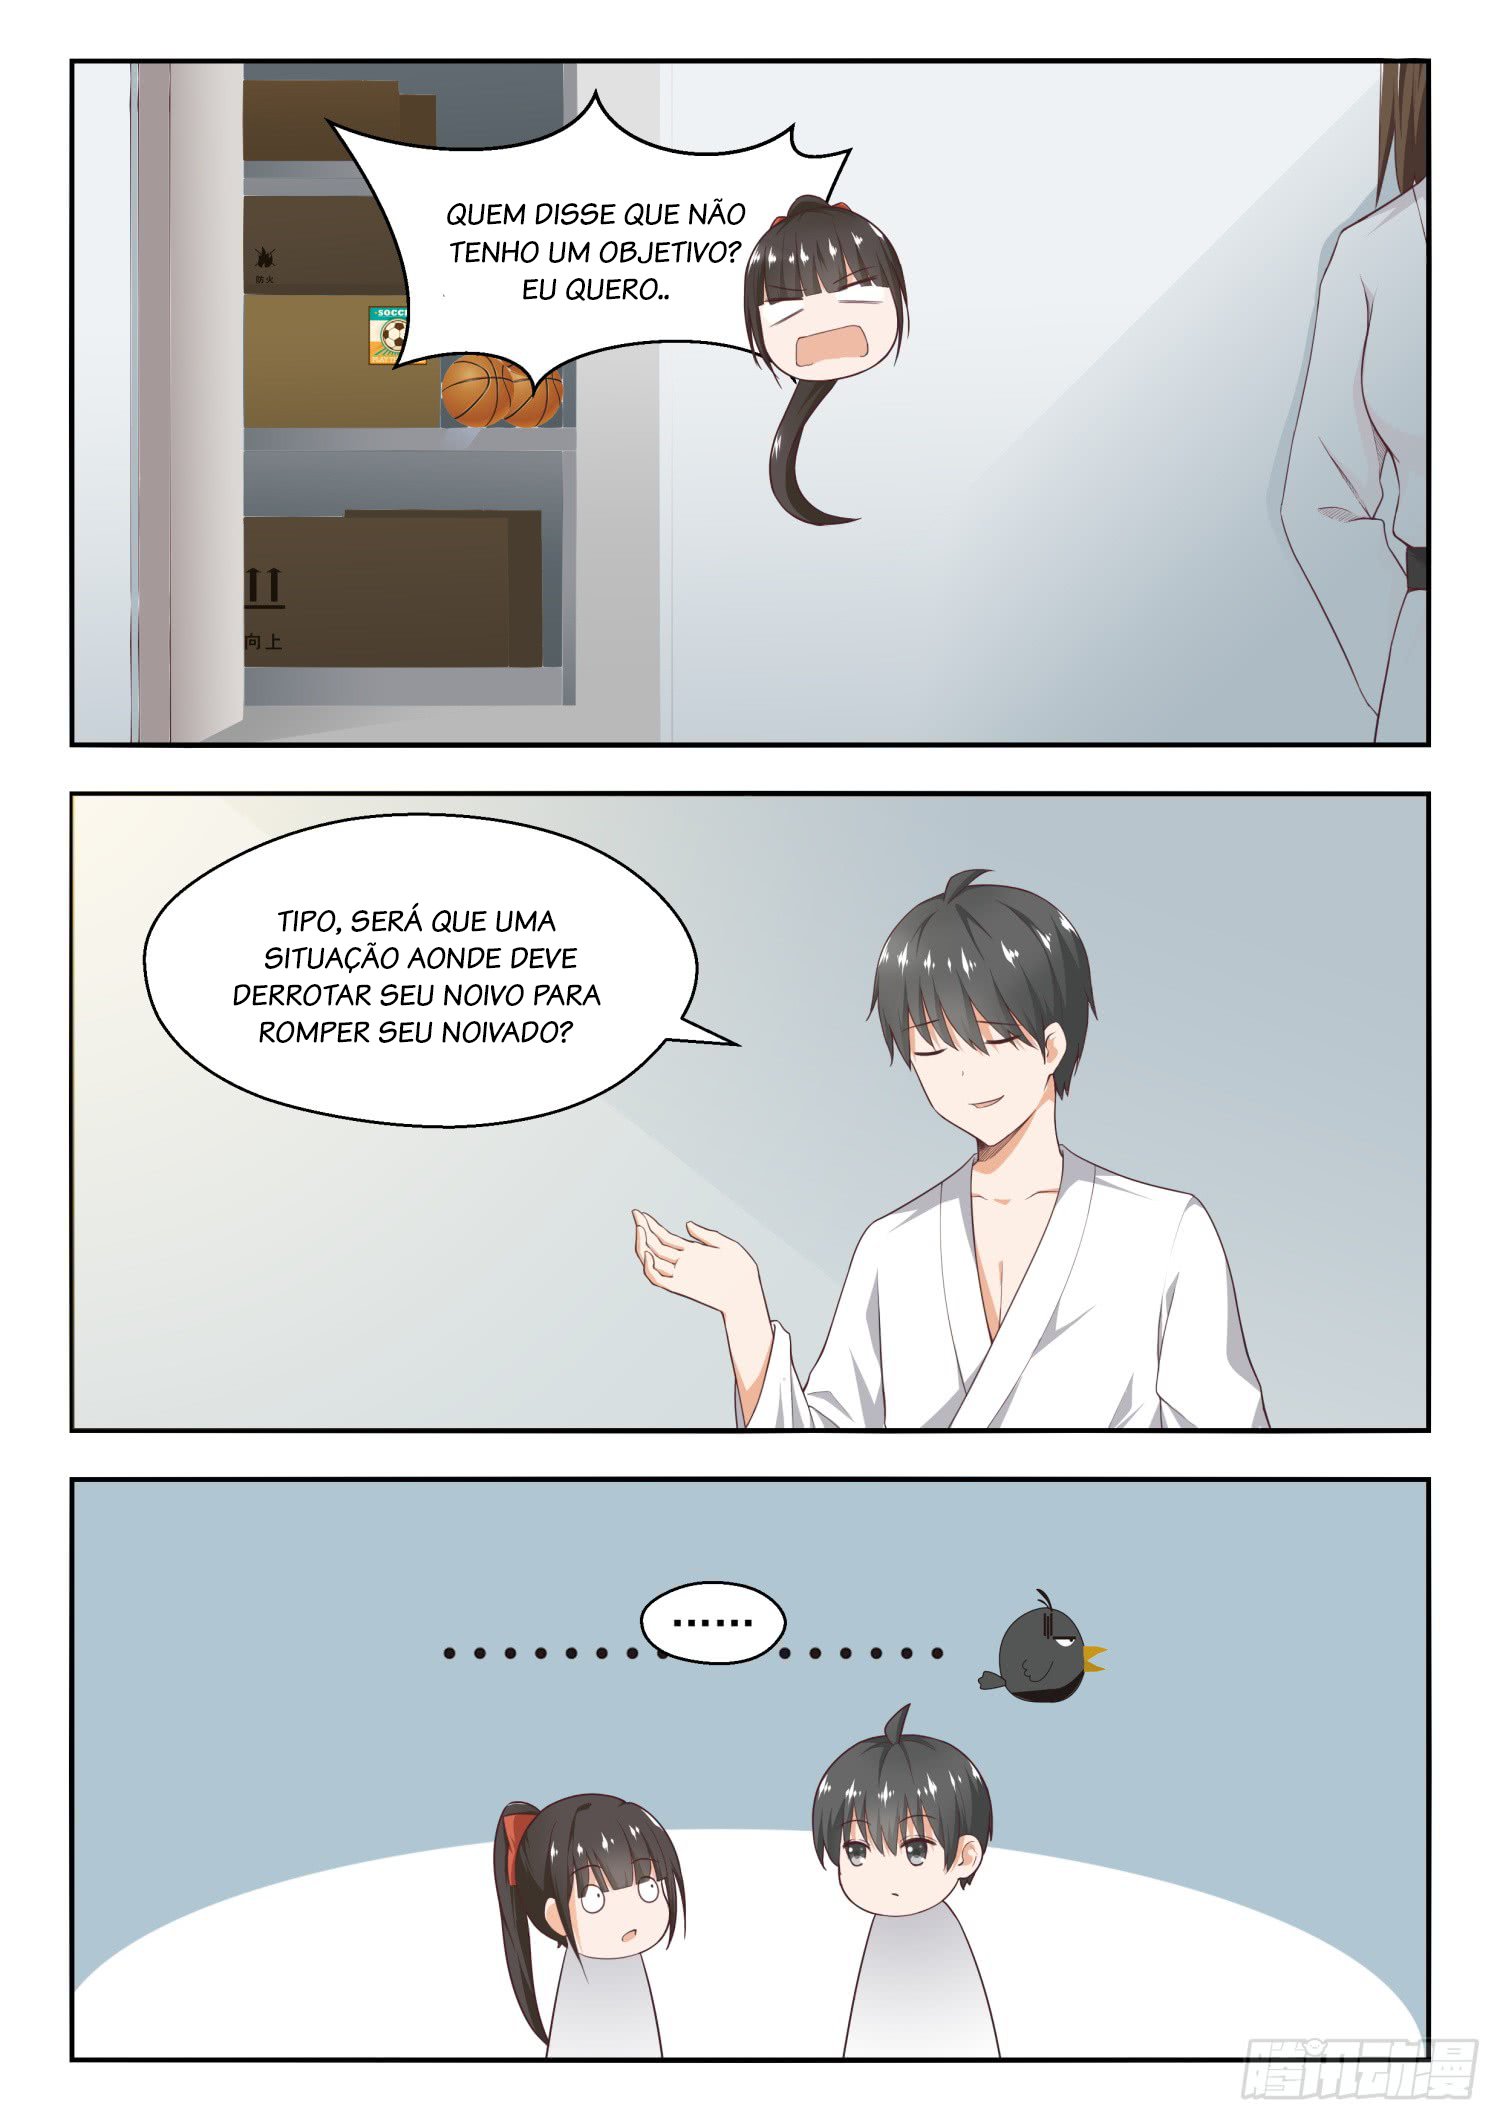 QUEM DISSE QUE NÃO
TENHO UM OBJETIVO?
EU QUERO..
防火
SOCC
向上
TIPO, SERÁ QUE UMA
SITUAÇÃO AONDE DEVE
DERROTAR SEU NOIVO PARA
ROMPER SEU NOIVADO?
......
腾讯动漫